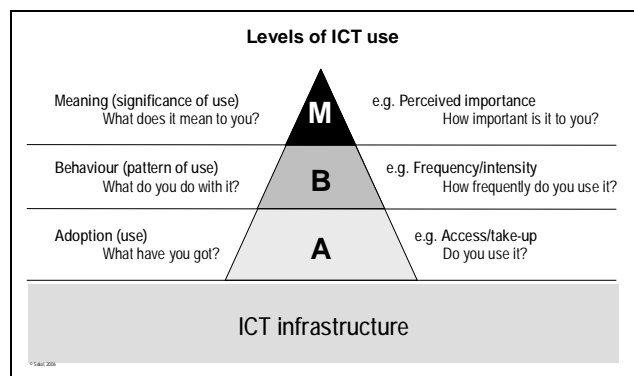 Levels of ICT use
Meaning (significance of use)
What does it mean to you?
M
e.g. Perceived importance
How important is it to you?
Behaviour (pattern of use)
What do you do with it?
B
e.g. Frequency/intensity
How frequently do you use it?
Adoption (use)
What have you got?
A
e.g. Access/take-up
Do you use it?
ICT infrastructure